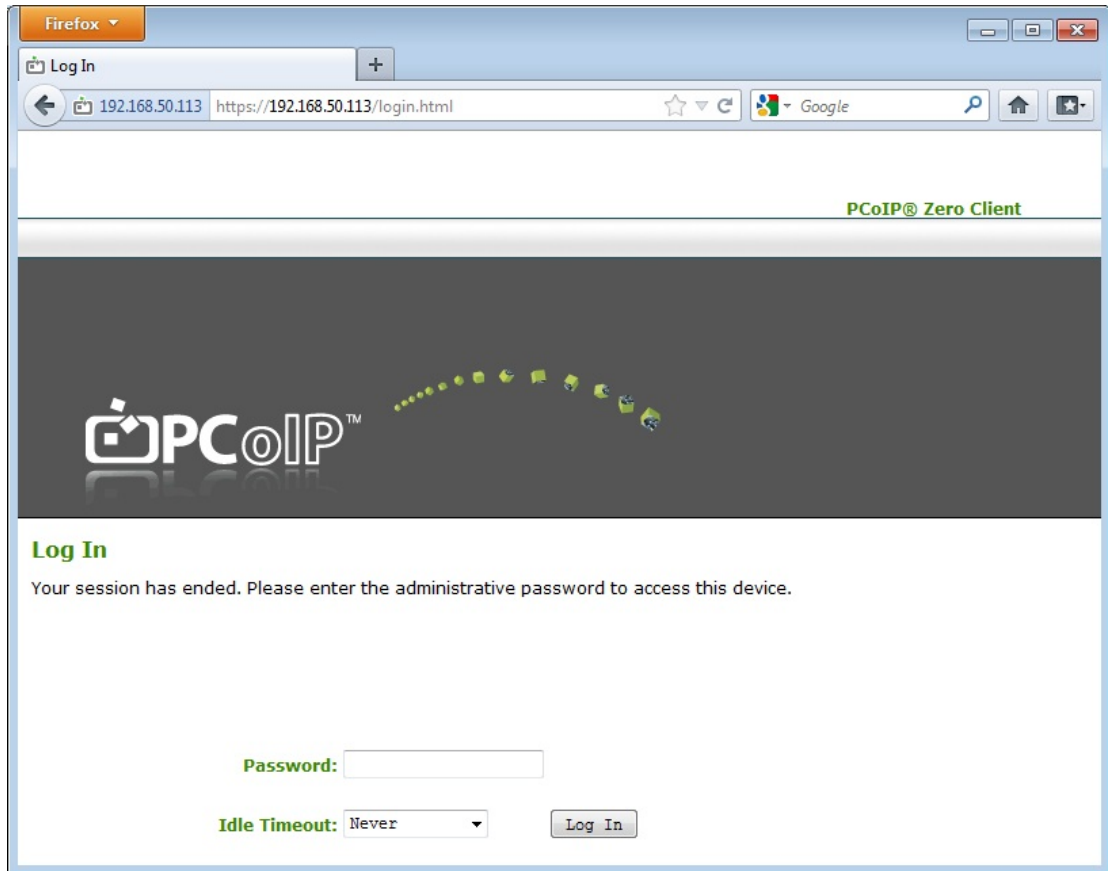 Firefox
Log In
192.168.50.113 https://192.168.50.113/login.html Google
PCoIP® Zero Client
PCoIP™
Log In
Your session has ended. Please enter the administrative password to access this device.
Password:
Idle Timeout: Never Log In